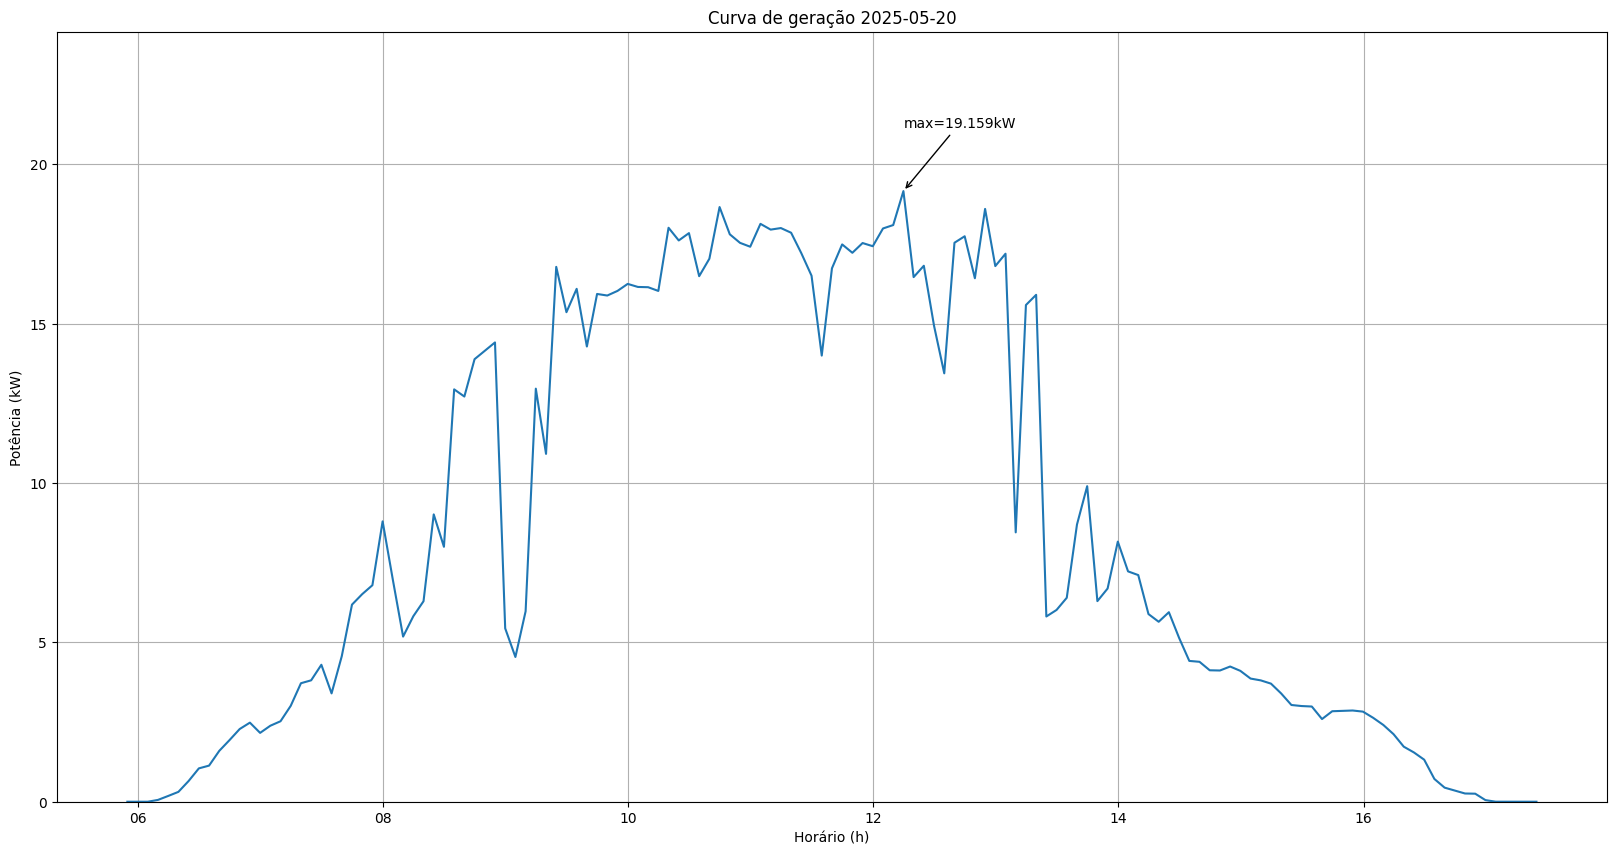 Curva de geração 2025-05-20
max=19.159kW
20
15
10
5
0
Potência (kW)
06 08 10 12 14 16
Horário (h)